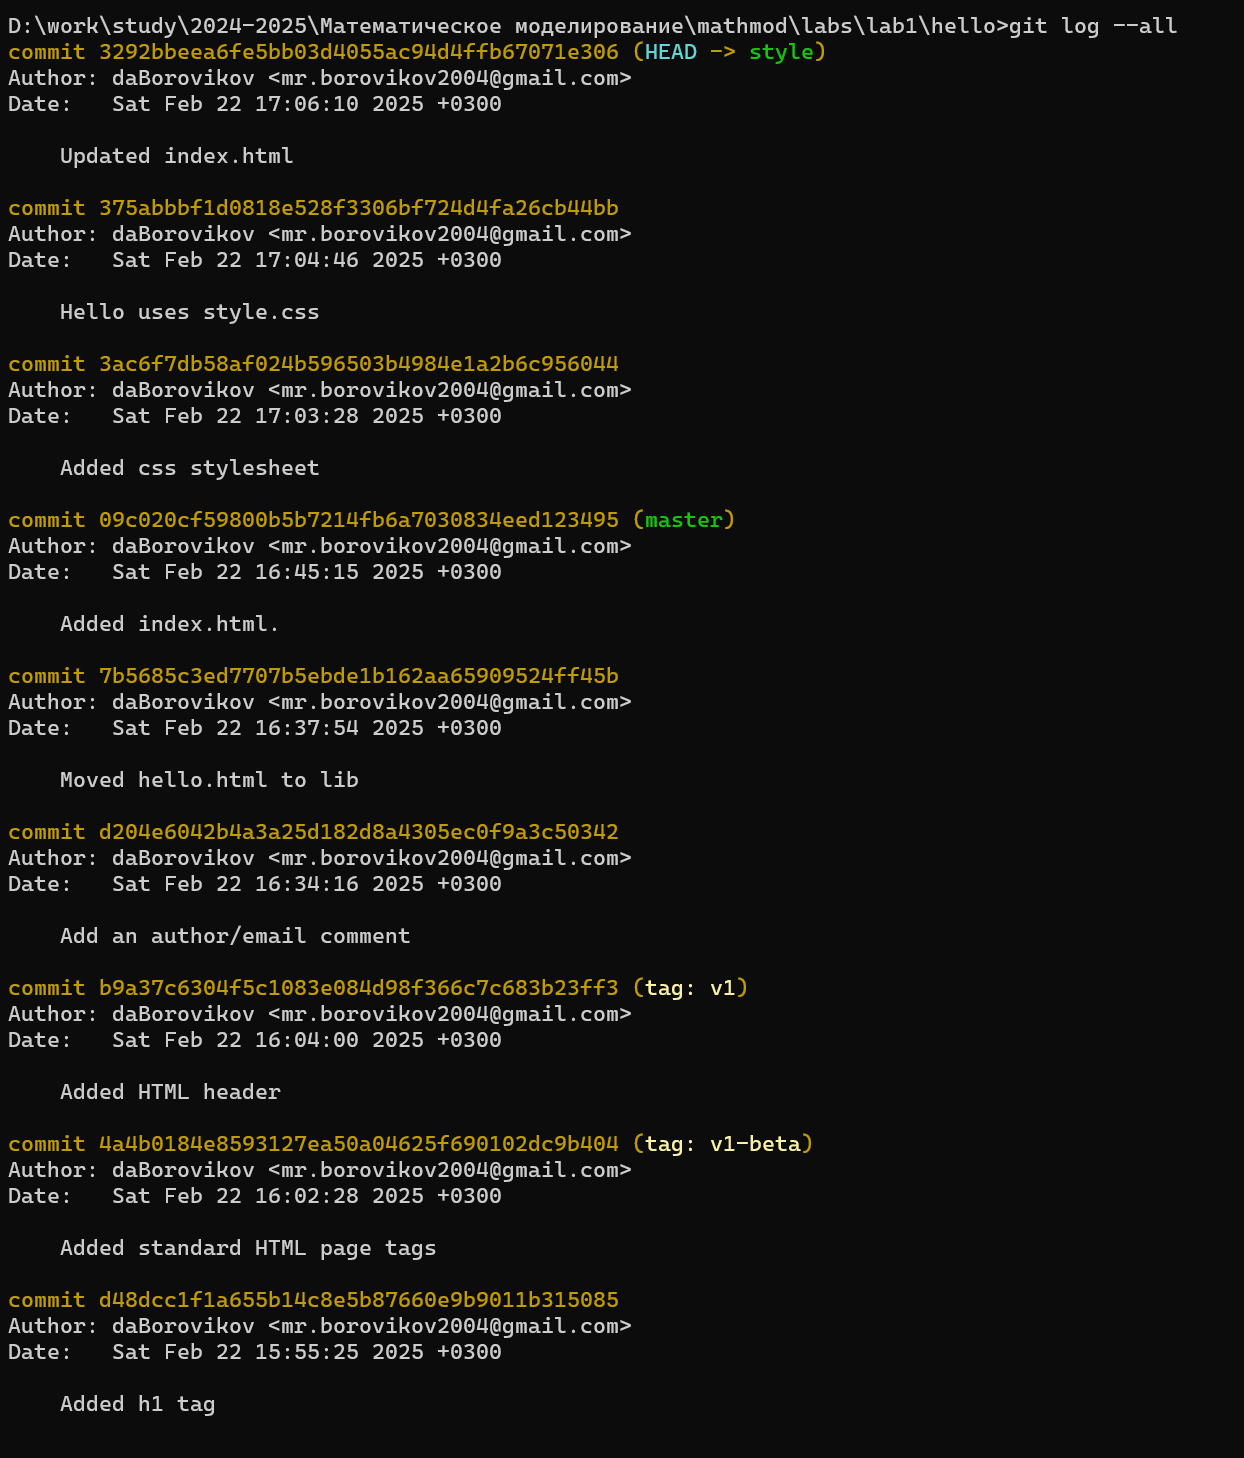 D:\work\study\2024-2025\Математическое моделирование\mathmod\labs\lab1\hello>git log --all
commit 3292bbeea6fe5bb03d4055ac94d4ffb67071e306 (HEAD -> style)
Author: daBorovikov <mr.borovikov2004@gmail.com>
Date:   Sat Feb 22 17:06:10 2025 +0300
Updated index.html
commit 375abbbf1d0818e528f3306bf724d4fa26cb44bb
Author: daBorovikov <mr.borovikov2004@gmail.com>
Date:   Sat Feb 22 17:04:46 2025 +0300
Hello uses style.css
commit 3ac6f7db58af024b596503b4984e1a2b6c956044
Author: daBorovikov <mr.borovikov2004@gmail.com>
Date:   Sat Feb 22 17:03:28 2025 +0300
Added css stylesheet
commit 09c020cf59800b5b7214fb6a7030834eed123495 (master)
Author: daBorovikov <mr.borovikov2004@gmail.com>
Date:   Sat Feb 22 16:45:15 2025 +0300
Added index.html.
commit 7b5685c3ed7707b5ebde1b162aa65909524ff45b
Author: daBorovikov <mr.borovikov2004@gmail.com>
Date:   Sat Feb 22 16:37:54 2025 +0300
Moved hello.html to lib
commit d204e6042b4a3a25d182d8a4305ec0f9a3c50342
Author: daBorovikov <mr.borovikov2004@gmail.com>
Date:   Sat Feb 22 16:34:16 2025 +0300
Add an author/email comment
commit b9a37c6304f5c1083e084d98f366c7c683b23ff3 (tag: v1)
Author: daBorovikov <mr.borovikov2004@gmail.com>
Date:   Sat Feb 22 16:04:00 2025 +0300
Added HTML header
commit 4a4b0184e8593127ea50a04625f690102dc9b404 (tag: v1-beta)
Author: daBorovikov <mr.borovikov2004@gmail.com>
Date:   Sat Feb 22 16:02:28 2025 +0300
Added standard HTML page tags
commit d48dcc1f1a655b14c8e5b87660e9b9011b315085
Author: daBorovikov <mr.borovikov2004@gmail.com>
Date:   Sat Feb 22 15:55:25 2025 +0300
Added h1 tag